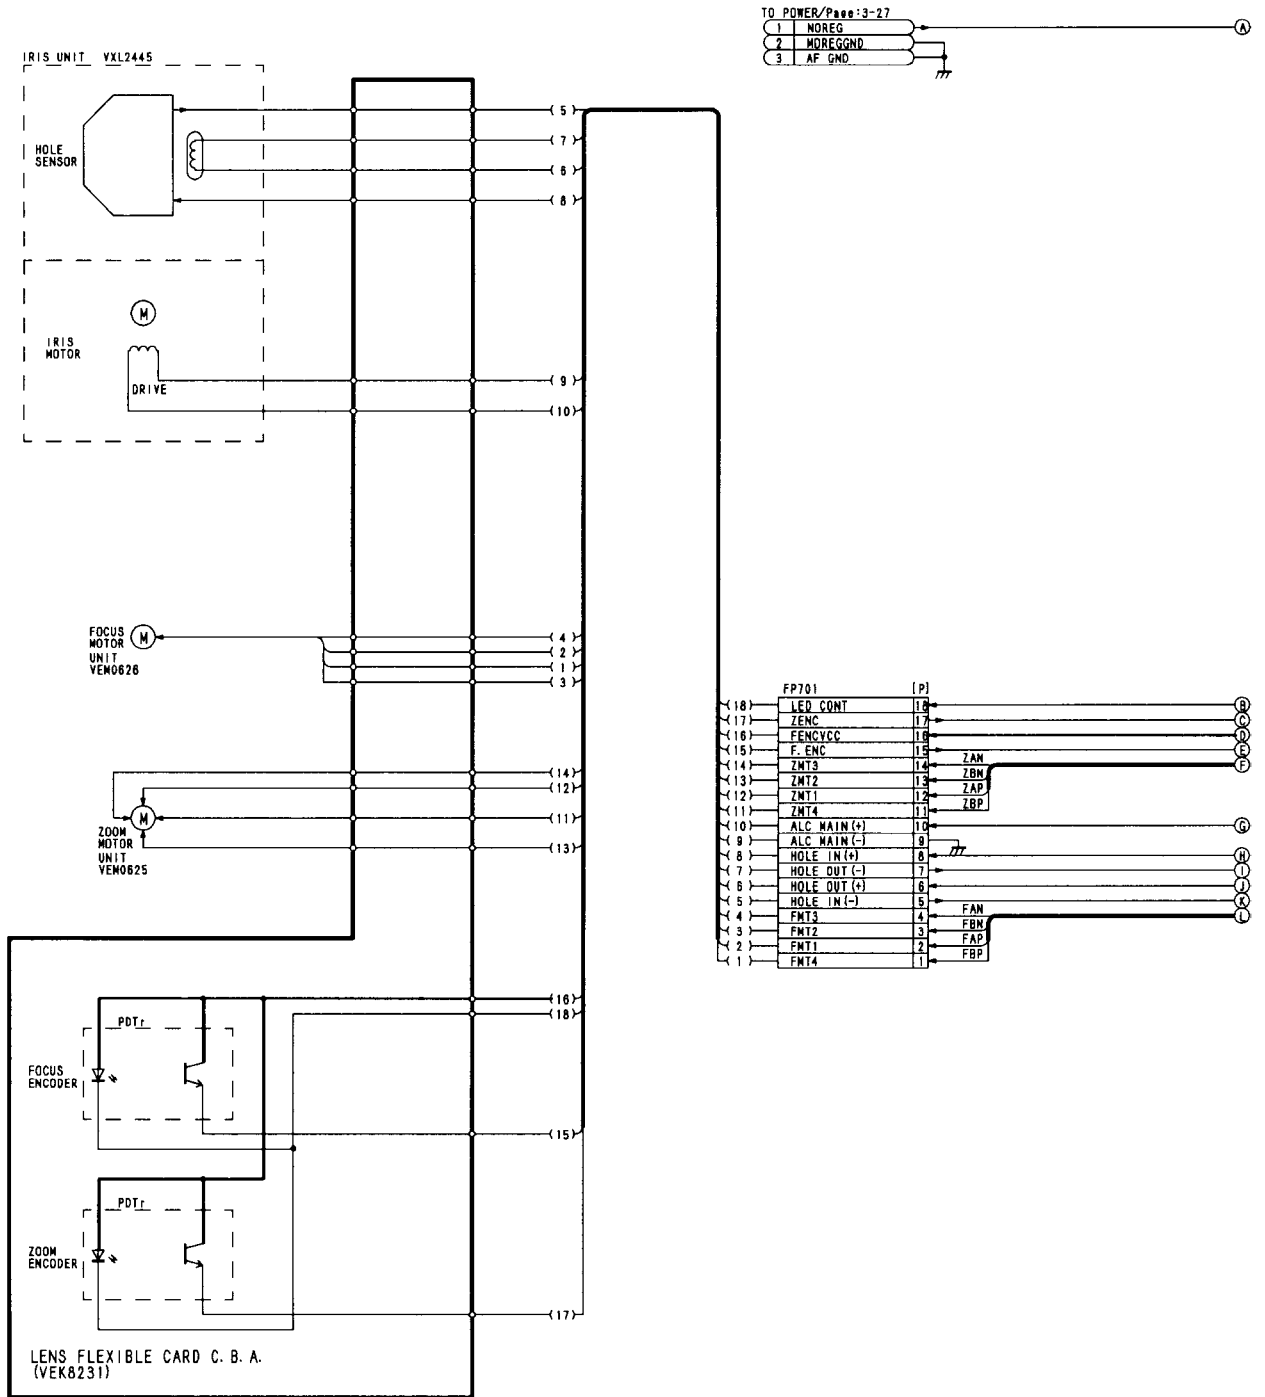 TO POWER/Page:3-27
1 NOREG
2 MDREGGND
3 AF GND
A
IRIS UNIT VXL2445
HOLE
SENSOR
(5)
(7)
(6)
(8)
M
IRIS
MOTOR
DRIVE
(9)
(10)
FOCUS
MOTOR
UNIT
VEM0626
M
(4)
(2)
(1)
(3)
(14)
(12)
(11)
(13)
M
ZOOM
MOTOR
UNIT
VEM0625
FP701 [P]
(18) LED CONT 18 B
(17) ZENC 17 C
(16) FENCVCC 16 D
(15) F. ENC 15 E
(14) ZMT3 14 ZAN F
(13) ZMT2 13 ZBN
(12) ZMT1 12 ZAP
(11) ZMT4 11 ZBP
(10) ALC MAIN(+) 10 G
(9) ALC MAIN(-) 9
(8) HOLE IN(+) 8 H
(7) HOLE OUT(-) 7 I
(6) HOLE OUT(+) 6 J
(5) HOLE IN(-) 5 K
(4) FMT3 4 FAN L
(3) FMT2 3 FBN
(2) FMT1 2 FAP
(1) FMT4 1 FBP
(16)
(18)
PDTr
FOCUS
ENCODER
(15)
PDTr
ZOOM
ENCODER
(17)
LENS FLEXIBLE CARD C. B. A.
(VEK8231)